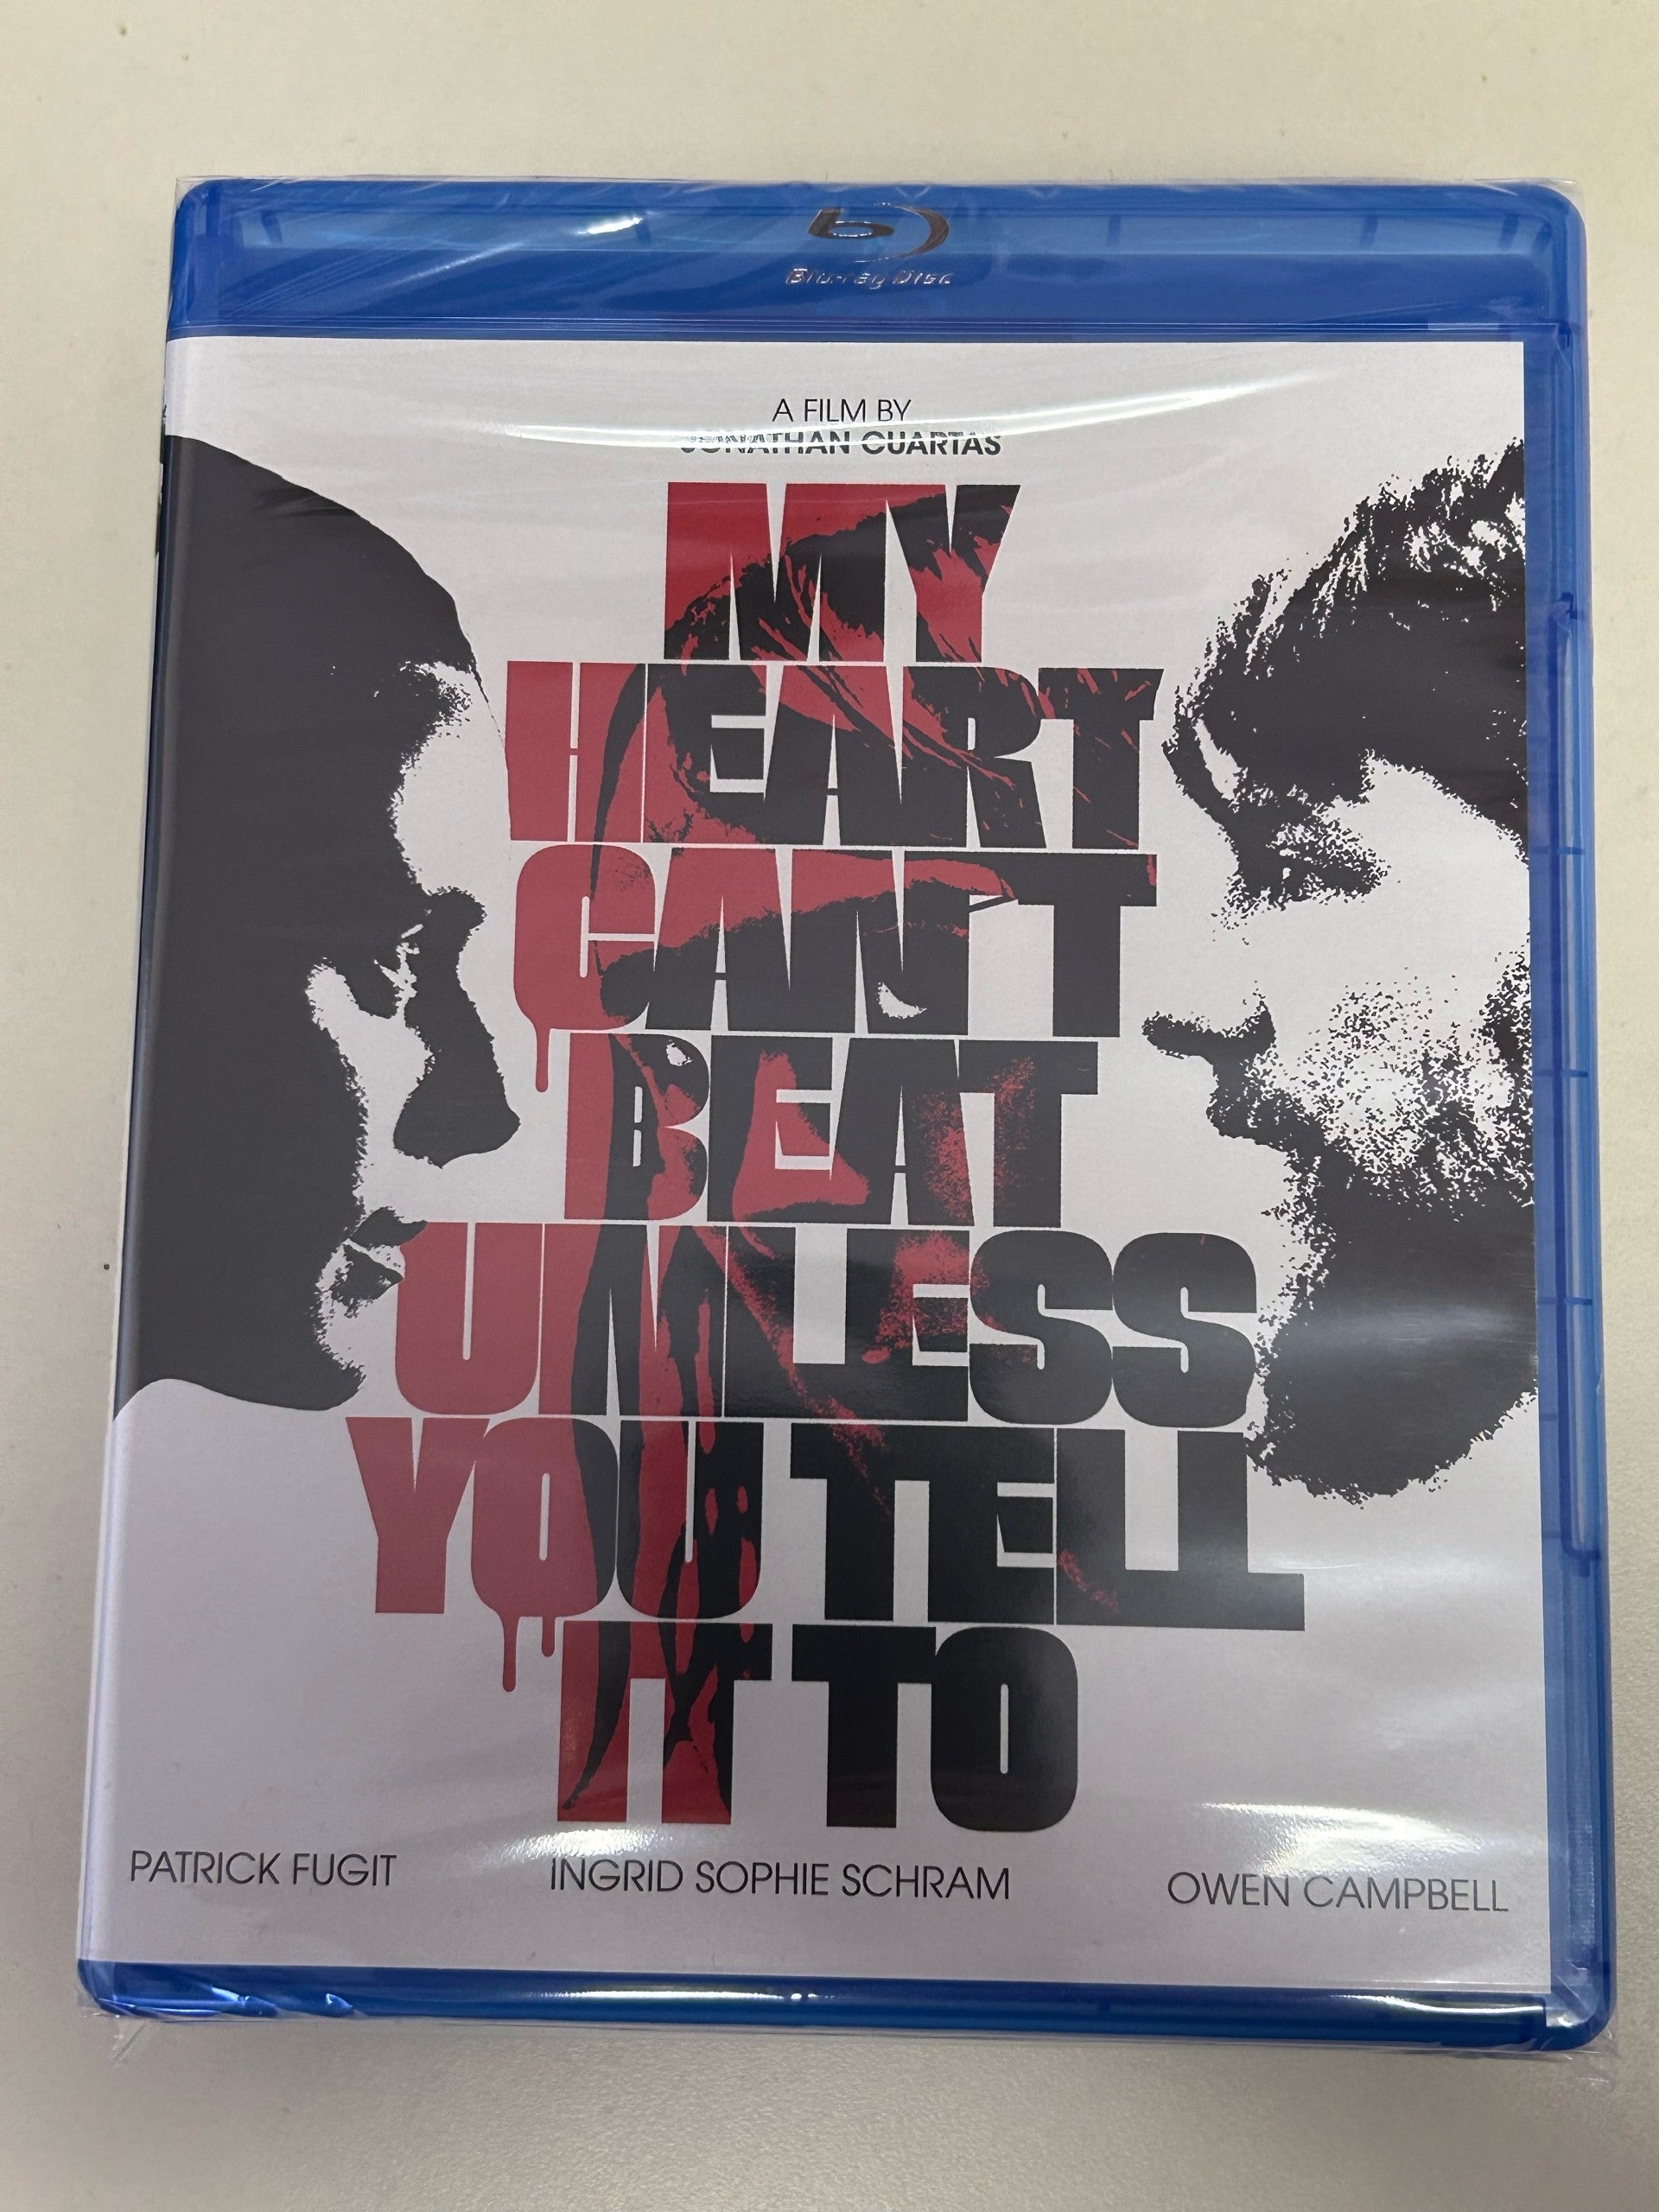 Blu-ray Disc
A FILM BY
JONATHAN CUARTAS
MY
HEART
CAN'T
BEAT
UNLESS
YOU TELL
IT TO
PATRICK FUGIT INGRID SOPHIE SCHRAM OWEN CAMPBELL